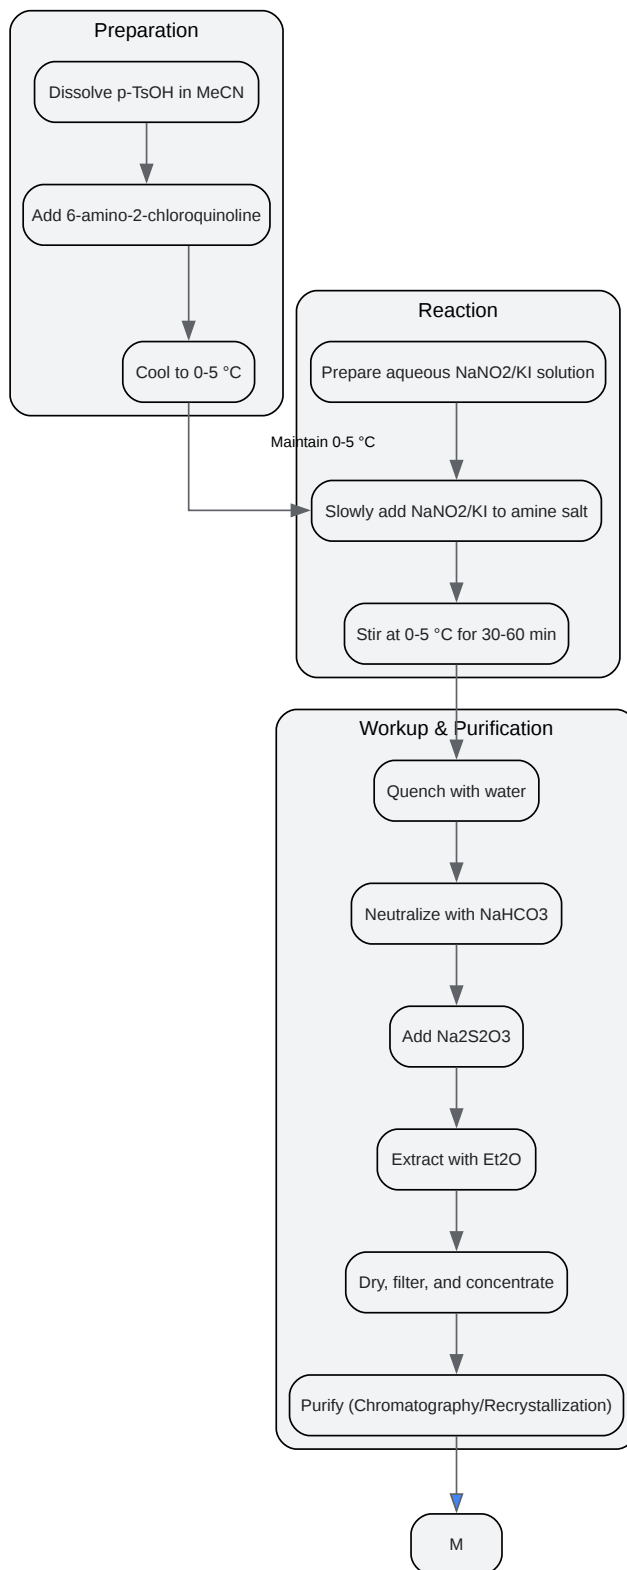 Preparation
Dissolve p-TsOH in MeCN
Add 6-amino-2-chloroquinoline
Cool to 0-5 °C
Maintain 0-5 °C
Reaction
Prepare aqueous NaNO2/KI solution
Slowly add NaNO2/KI to amine salt
Stir at 0-5 °C for 30-60 min
Workup & Purification
Quench with water
Neutralize with NaHCO3
Add Na2S2O3
Extract with Et2O
Dry, filter, and concentrate
Purify (Chromatography/Recrystallization)
M